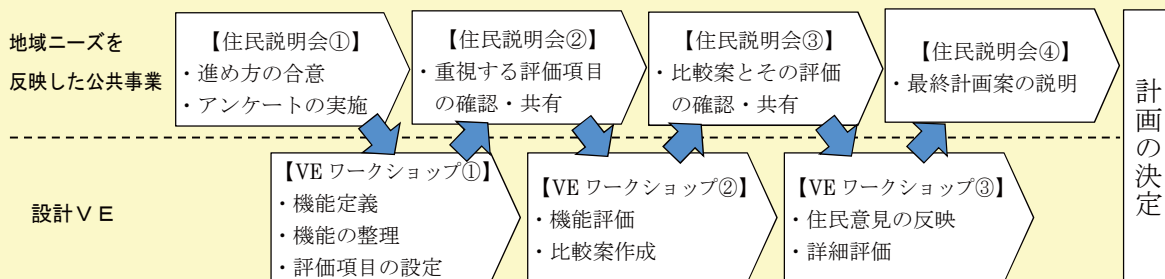 地域ニーズを
反映した公共事業
【住民説明会①】
・進め方の合意
・アンケートの実施
【住民説明会②】
・重視する評価項目
の確認・共有
【住民説明会③】
・比較案とその評価
の確認・共有
【住民説明会④】
・最終計画案の説明
設計ＶＥ
【VE ワークショップ①】
・機能定義
・機能の整理
・評価項目の設定
【VE ワークショップ②】
・機能評価
・比較案作成
【VE ワークショップ③】
・住民意見の反映
・詳細評価
計画の決定